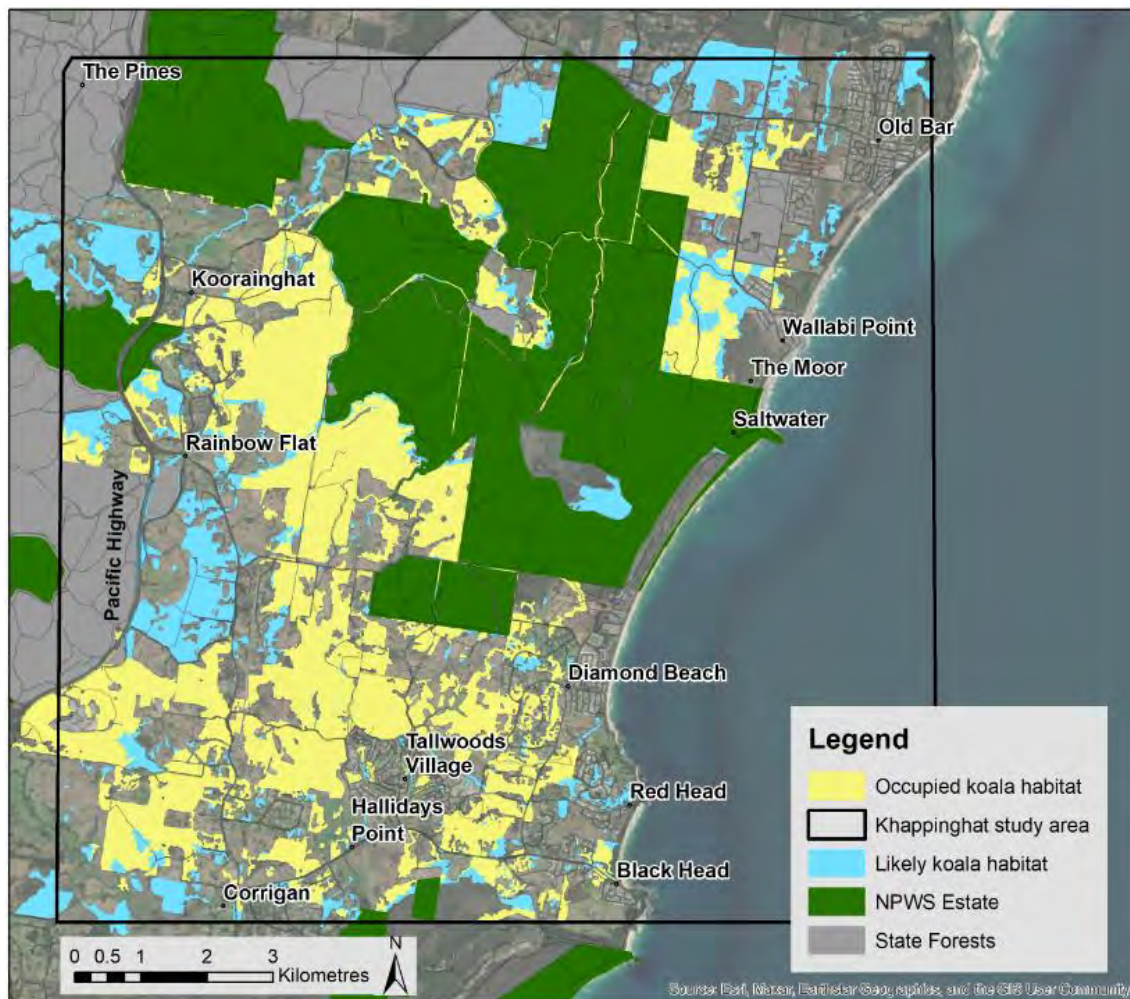 The Pines
Old Bar
Koorainghat
Wallabi Point
The Moor
Saltwater
Rainbow Flat
Pacific Highway
Diamond Beach
Tallwoods
Village
Red Head
Hallidays
Point
Black Head
Corrigan
Legend
Occupied koala habitat
Khappinghat study area
Likely koala habitat
NPWS Estate
State Forests
0 0.5 1 2 3
Kilometres
N
Source: Esri, Maxar, Earthstar Geographics, and the GIS User Community